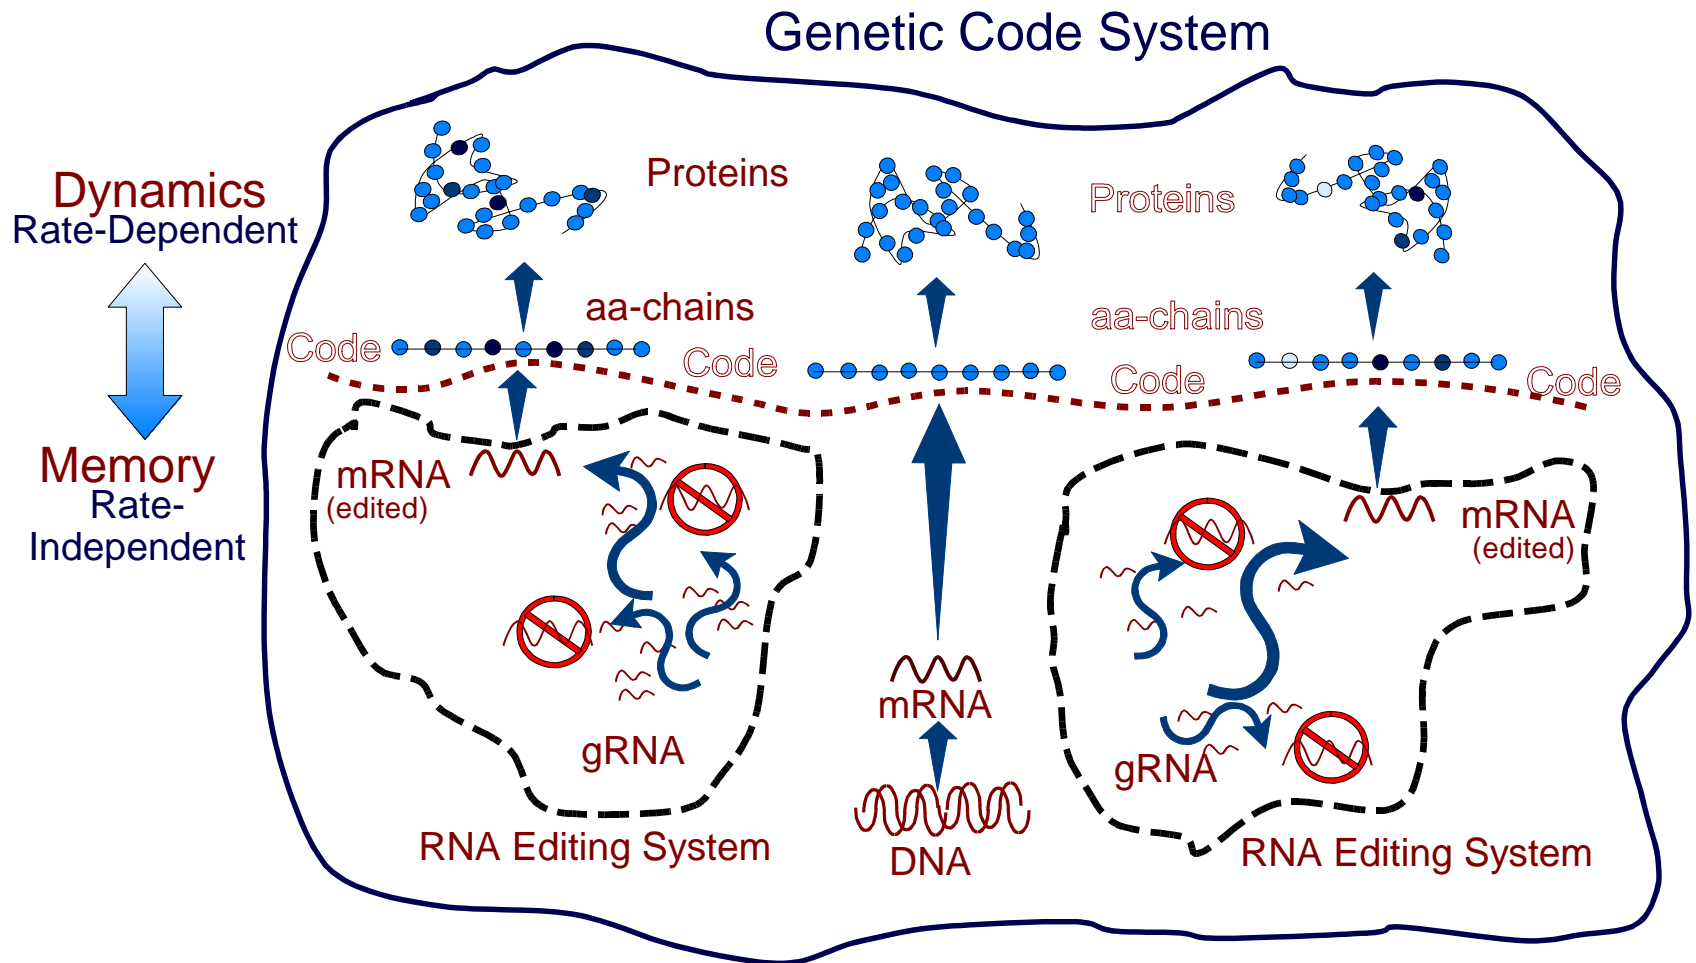 Genetic Code System
Dynamics
Rate-Dependent
Memory
Rate-
Independent
Proteins
Proteins
aa-chains
aa-chains
Code
Code
Code
Code
mRNA
(edited)
mRNA
(edited)
mRNA
gRNA
gRNA
RNA Editing System
DNA
RNA Editing System